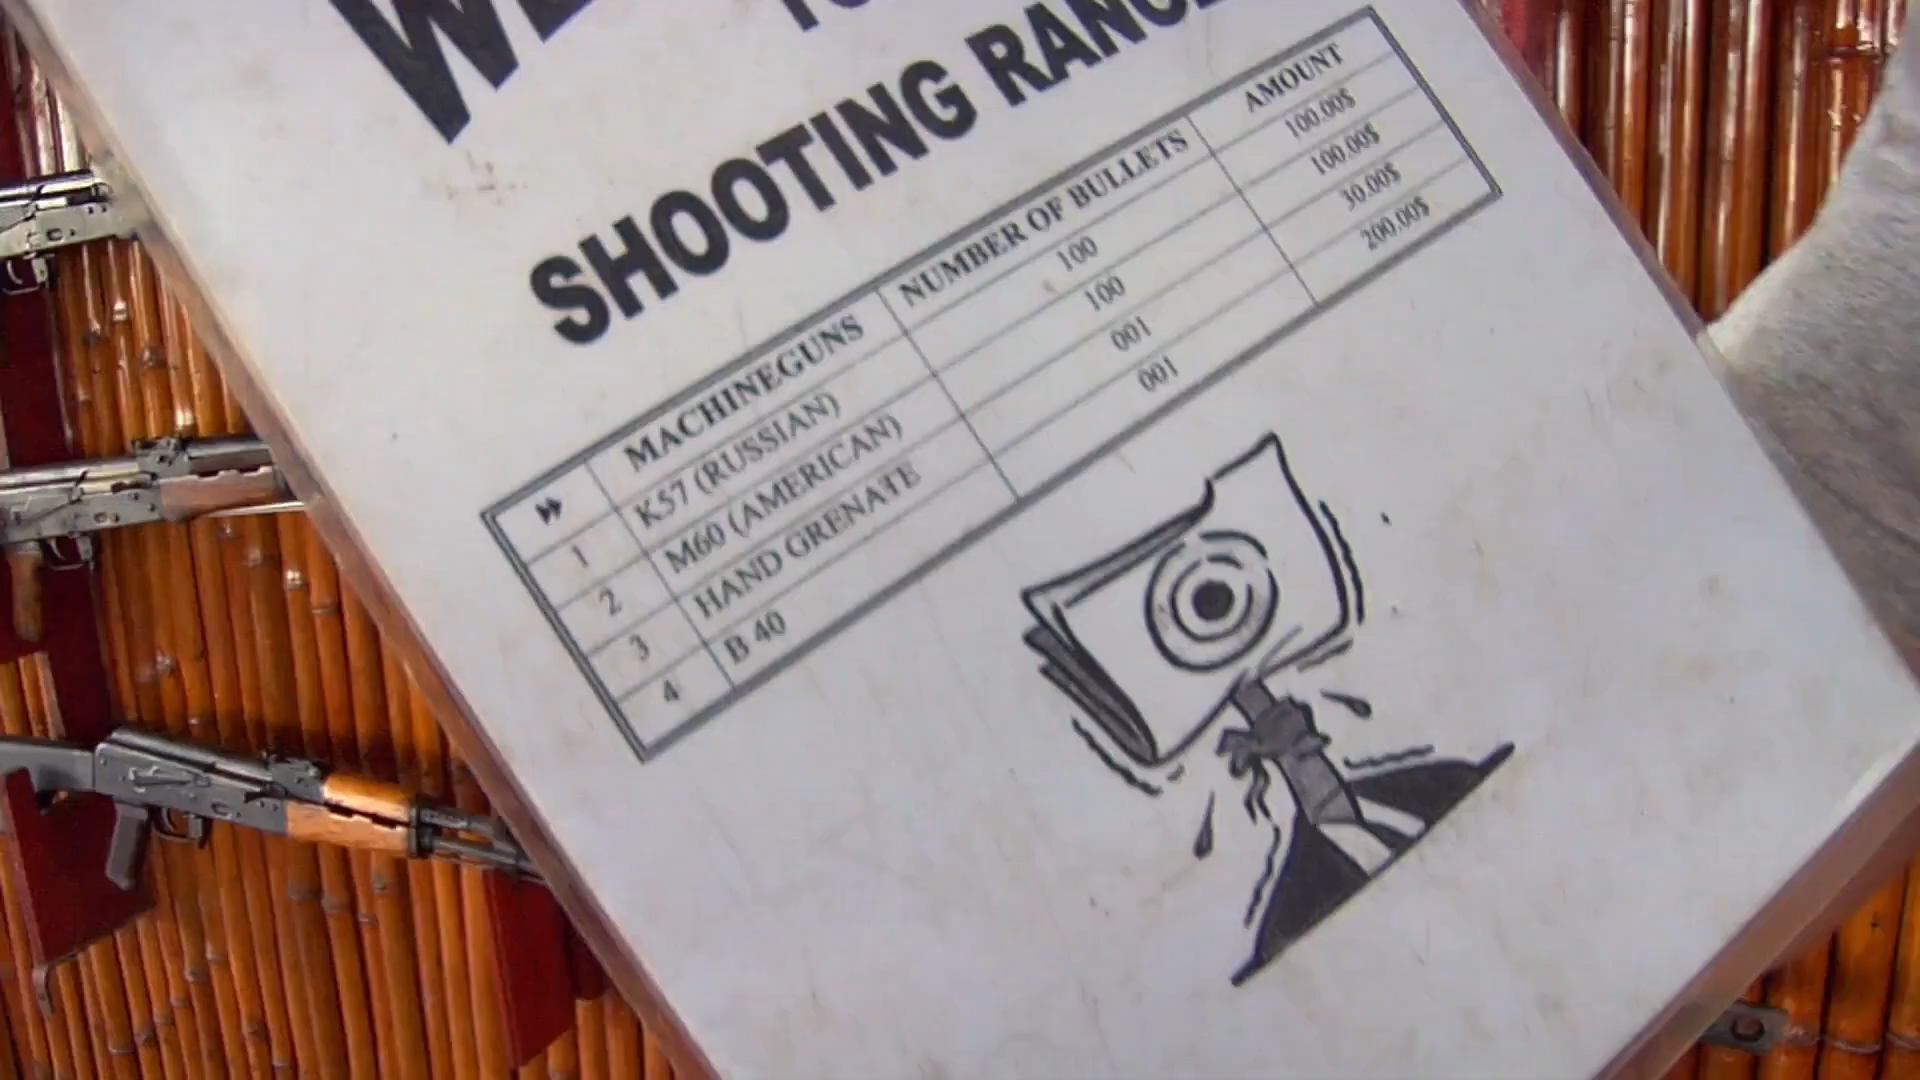 SHOOTING
MACHINEGUNS NUMBER OF BULLETS AMOUNT
1 K57 (RUSSIAN) 100 100.00$
2 M60 (AMERICAN) 100 100.00$
3 HAND GRENATE 001 30.00$
4 B 40 001 200.00$